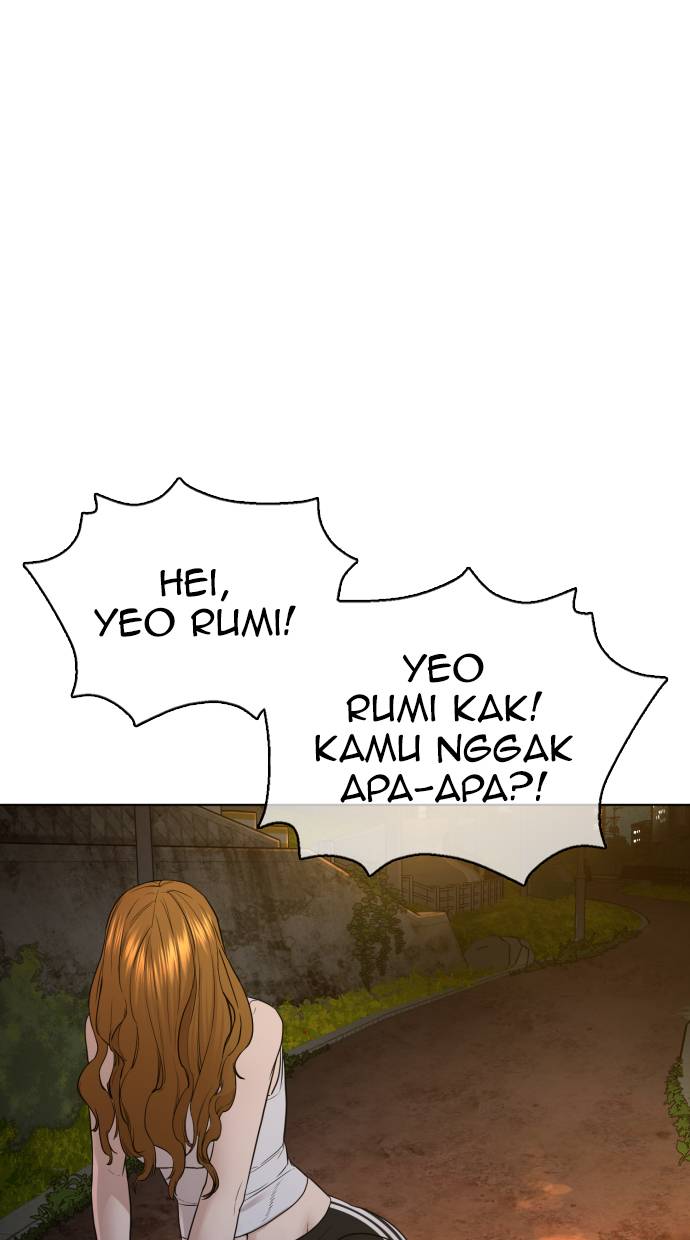 HEI,
YEO RUMI!
YEO
RUMI KAK!
KAMU NGGAK
APA-APA?!